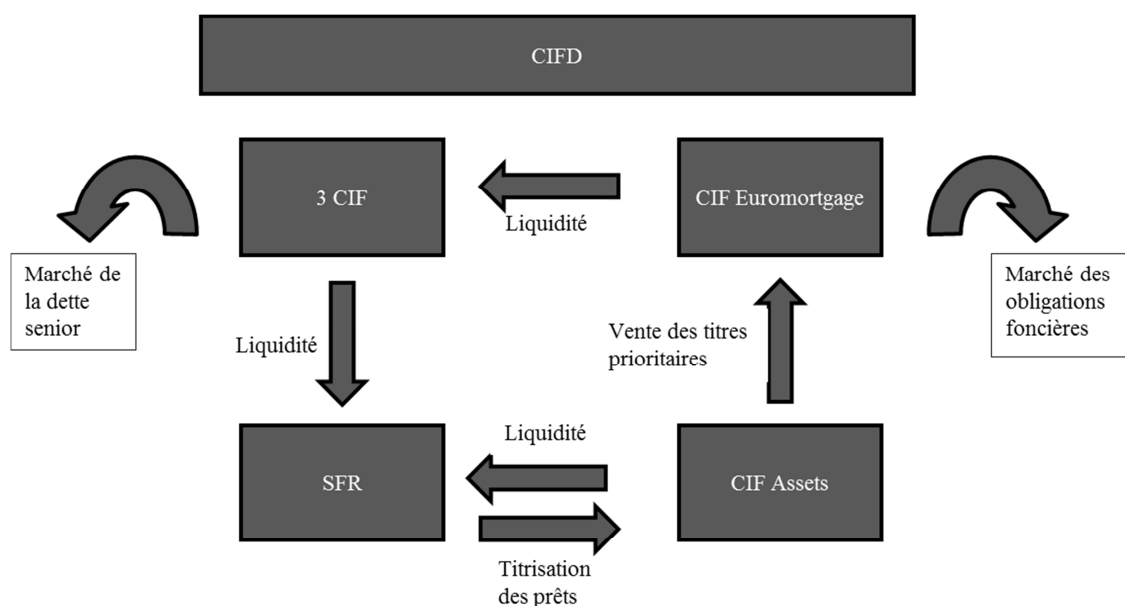 CIFD
3 CIF
CIF Euromortgage
Liquidité
Marché de
la dette
senior
Marché des
obligations
foncières
Liquidité
Vente des titres
prioritaires
Liquidité
SFR
CIF Assets
Titrisation
des prêts